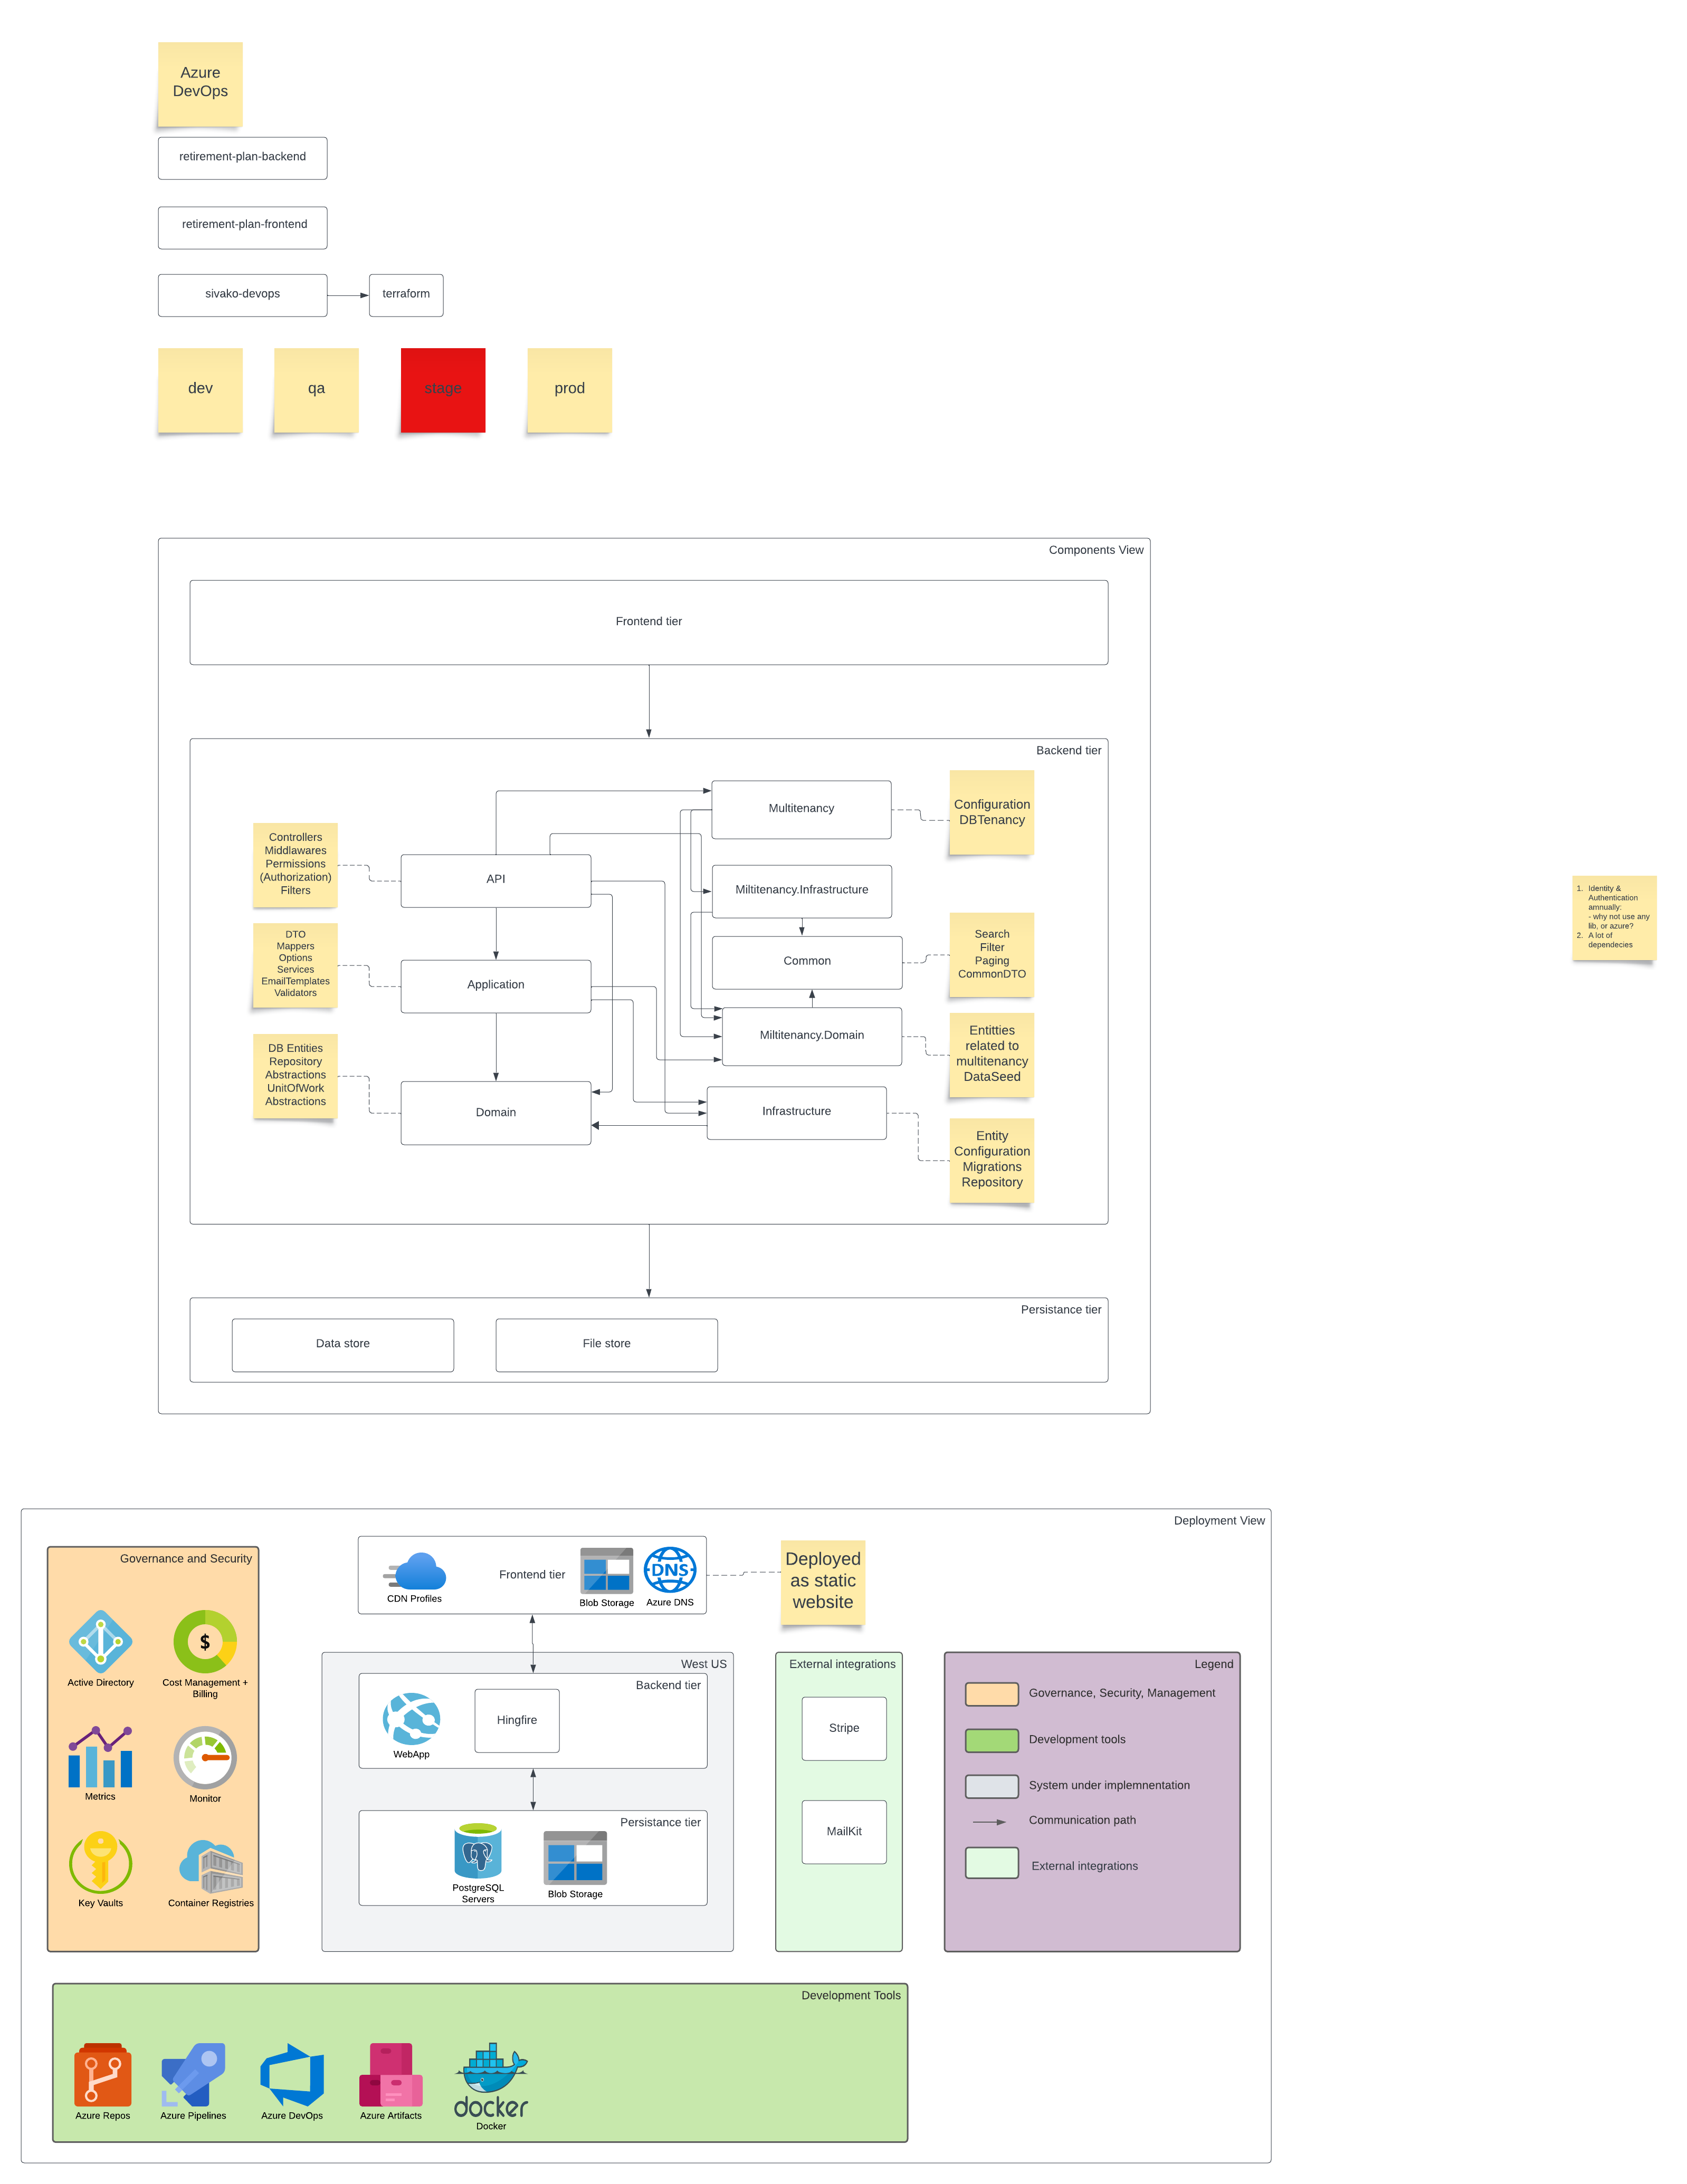 Azure
DevOps
retirement-plan-backend
retirement-plan-frontend
sivako-devops
terraform
dev
qa
stage
prod
Components View
Frontend tier
Backend tier
Multitenancy
Configuration
DBTenancy
Controllers
Middlawares
Permissions
(Authorization)
Filters
API
Miltitenancy.Infrastructure
DTO
Mappers
Options
Services
EmailTemplates
Validators
Application
Common
Search
Filter
Paging
CommonDTO
Miltitenancy.Domain
Entitties
related to
multitenancy
DataSeed
DB Entities
Repository
Abstractions
UnitOfWork
Abstractions
Domain
Infrastructure
Entity
Configuration
Migrations
Repository
1. Identity &
Authentication
amnually:
- why not use any
lib, or azure?
2. A lot of
dependecies
Persistance tier
Data store
File store
Deployment View
Governance and Security
Active Directory
Cost Management +
Billing
Metrics
Monitor
Key Vaults
Container Registries
CDN Profiles
Frontend tier
Blob Storage
DNS
Azure DNS
Deployed
as static
website
West US
Backend tier
WebApp
Hingfire
Persistance tier
PostgreSQL
Servers
Blob Storage
External integrations
Stripe
MailKit
Legend
Governance, Security, Management
Development tools
System under implemnentation
Communication path
External integrations
Development Tools
Azure Repos
Azure Pipelines
Azure DevOps
Azure Artifacts
docker
Docker